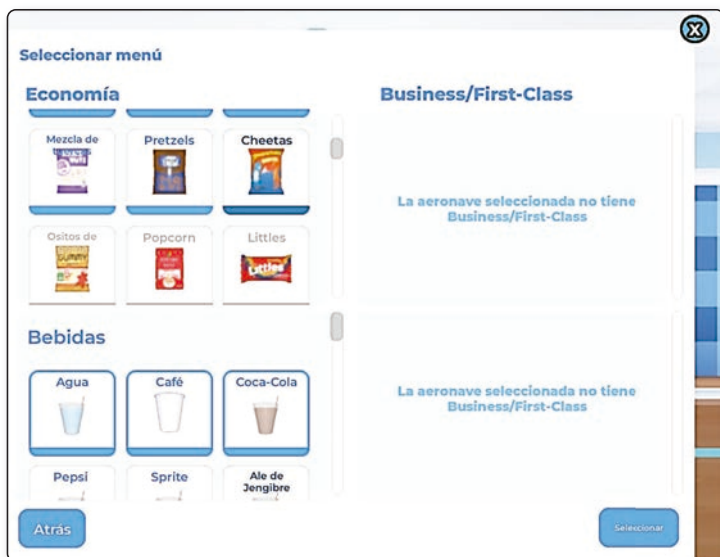 X
Seleccionar menú
Economía
Business/First-Class
Mezcla de
Pretzels
Cheetas
Ositos de
Popcorn
Littles
GUMMY
Littles
La aeronave seleccionada no tiene
Business/First-Class
Bebidas
Agua
Café
Coca-Cola
La aeronave seleccionada no tiene
Business/First-Class
Pepsi
Sprite
Ale de
Jengibre
Atrás
Seleccionar